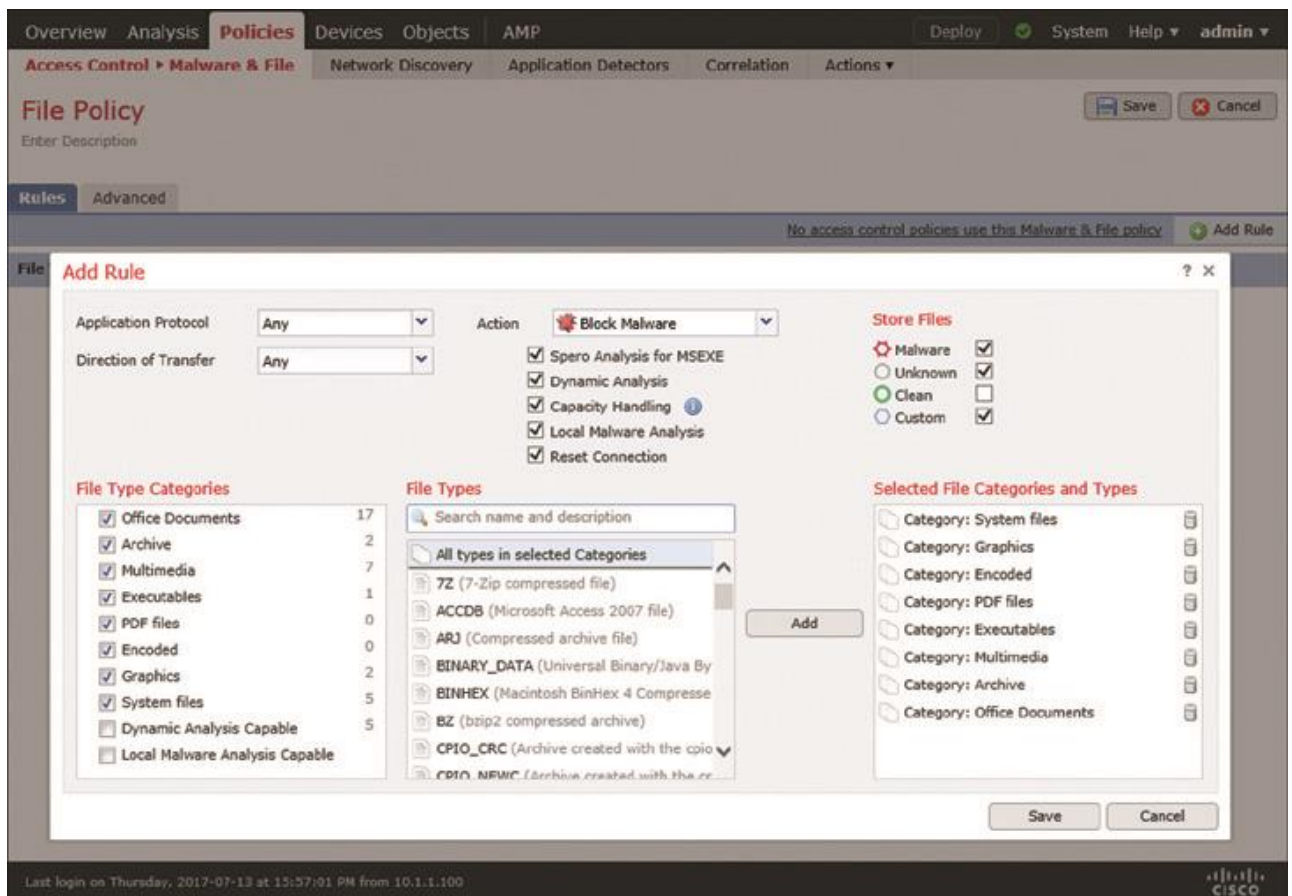 Overview Analysis Policies Devices Objects AMP Deploy System Help admin
Access Control ▸ Malware & File Network Discovery Application Detectors Correlation Actions
File Policy
Save Cancel
Enter Description
Rules Advanced
No access control policies use this Malware & File policy Add Rule
File
Add Rule ? ×
Application Protocol Any Action Block Malware
Direction of Transfer Any
Spero Analysis for MSEXE
Dynamic Analysis
Capacity Handling
Local Malware Analysis
Reset Connection
Store Files
Malware
Unknown
Clean
Custom
File Type Categories
Office Documents 17
Archive 2
Multimedia 7
Executables 1
PDF files 0
Encoded 0
Graphics 2
System files 5
Dynamic Analysis Capable 5
Local Malware Analysis Capable
File Types
Search name and description
All types in selected Categories
7Z (7-Zip compressed file)
ACCDB (Microsoft Access 2007 file)
ARJ (Compressed archive file)
BINARY_DATA (Universal Binary/Java By
BINHEX (Macintosh BinHex 4 Compresse
BZ (bzip2 compressed archive)
CPIO_CRC (Archive created with the cpio
CPIO_NEWC (Archive created with the cr
Add
Selected File Categories and Types
Category: System files
Category: Graphics
Category: Encoded
Category: PDF files
Category: Executables
Category: Multimedia
Category: Archive
Category: Office Documents
Save Cancel
Last login on Thursday, 2017-07-13 at 15:57:01 PM from 10.1.1.100
CISCO